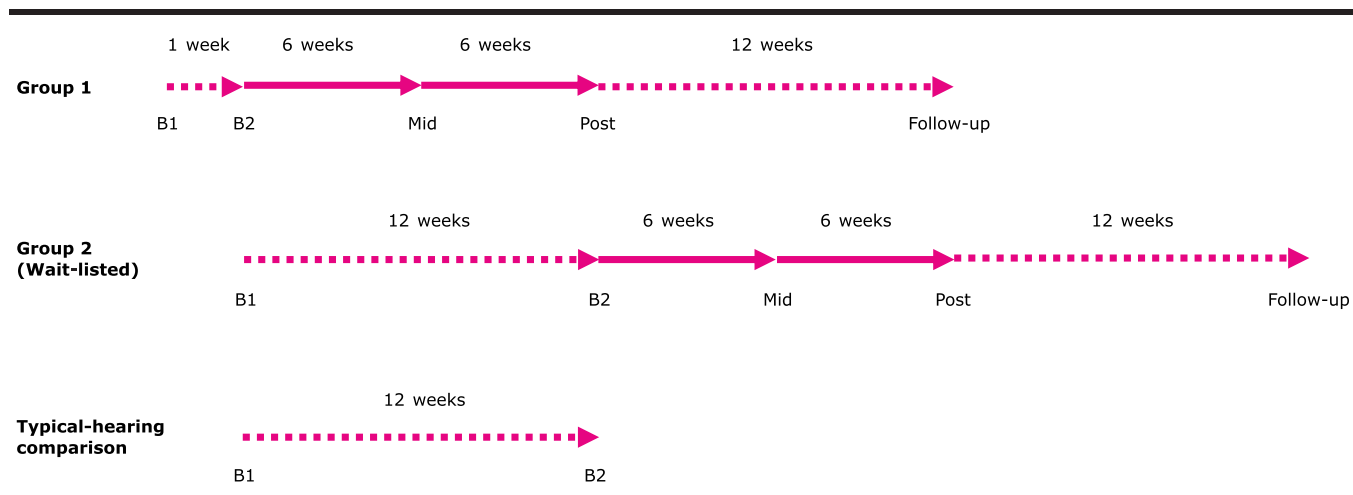 1 week 6 weeks 6 weeks 12 weeks
Group 1
B1 B2 Mid Post Follow-up
12 weeks 6 weeks 6 weeks 12 weeks
Group 2
(Wait-listed)
B1 B2 Mid Post Follow-up
12 weeks
Typical-hearing
comparison
B1 B2